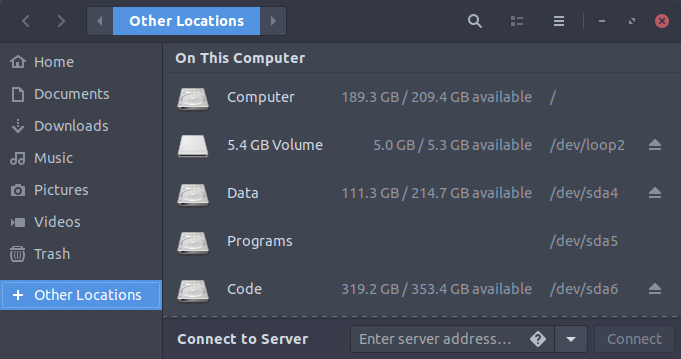 Other Locations
On This Computer
Home
Documents
Downloads
Music
Pictures
Videos
Trash
Other Locations
Computer 189.3 GB / 209.4 GB available /
5.4 GB Volume 5.0 GB / 5.3 GB available /dev/loop2
Data 111.3 GB / 214.7 GB available /dev/sda4
Programs /dev/sda5
Code 319.2 GB / 353.4 GB available /dev/sda6
Connect to Server Enter server address... Connect